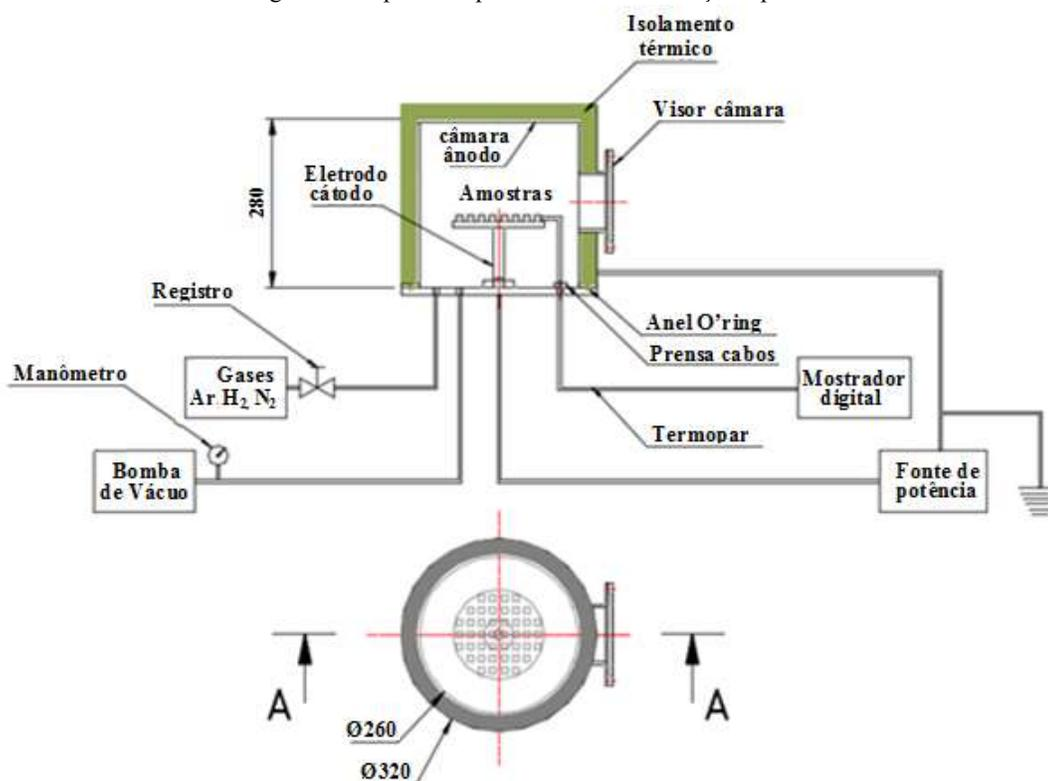 Isolamento
térmico
Visor câmara
câmara
ânodo
Eletrodo
cátodo
Amostras
280
Registro
Anel O'ring
Prensa cabos
Manômetro
Gases
Ar H₂, N₂
Mostrador
digital
Termopar
Bomba
de Vácuo
Fonte de
potência
A
A
Ø260
Ø320